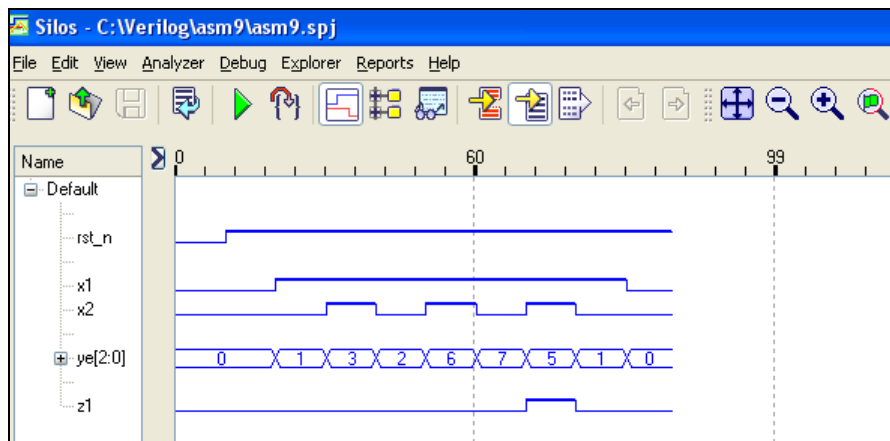 Silos - C:\Verilog\asm9\asm9.spj
File Edit View Analyzer Debug Explorer Reports Help
Name 0 60 99
Default
rst_n
x1
x2
ye[2:0] 0 1 3 2 6 7 5 1 0
z1